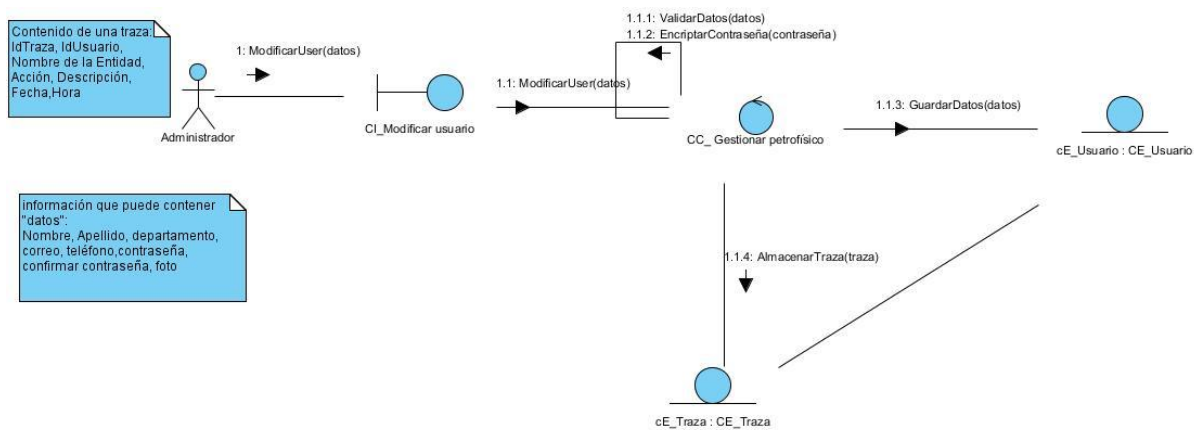 Contenido de una traza:
IdTraza, IdUsuario,
Nombre de la Entidad,
Acción, Descripción,
Fecha,Hora
1: ModificarUser(datos)
Administrador
CI_Modificar usuario
1.1: ModificarUser(datos)
1.1.1: ValidarDatos(datos)
1.1.2: EncriptarContraseña(contraseña)
CC_ Gestionar petrofísico
1.1.3: GuardarDatos(datos)
cE_Usuario : CE_Usuario
información que puede contener
"datos":
Nombre, Apellido, departamento,
correo, teléfono,contraseña,
confirmar contraseña, foto
1.1.4: AlmacenarTraza(traza)
cE_Traza : CE_Traza